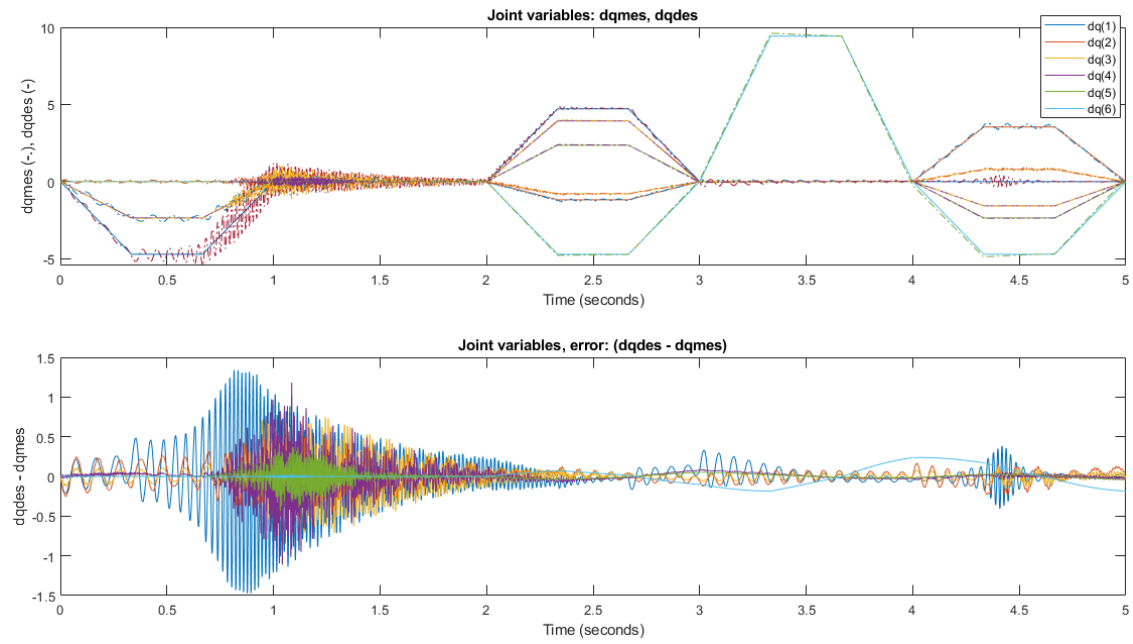 Joint variables: dqmes, dqdes
10
5
0
-5
dqmes (-.), dqdes (-)
dq(1)
dq(2)
dq(3)
dq(4)
dq(5)
dq(6)
0 0.5 1 1.5 2 2.5 3 3.5 4 4.5 5
Time (seconds)
Joint variables, error: (dqdes - dqmes)
1.5
1
0.5
0
-0.5
-1
-1.5
dqdes - dqmes
0 0.5 1 1.5 2 2.5 3 3.5 4 4.5 5
Time (seconds)